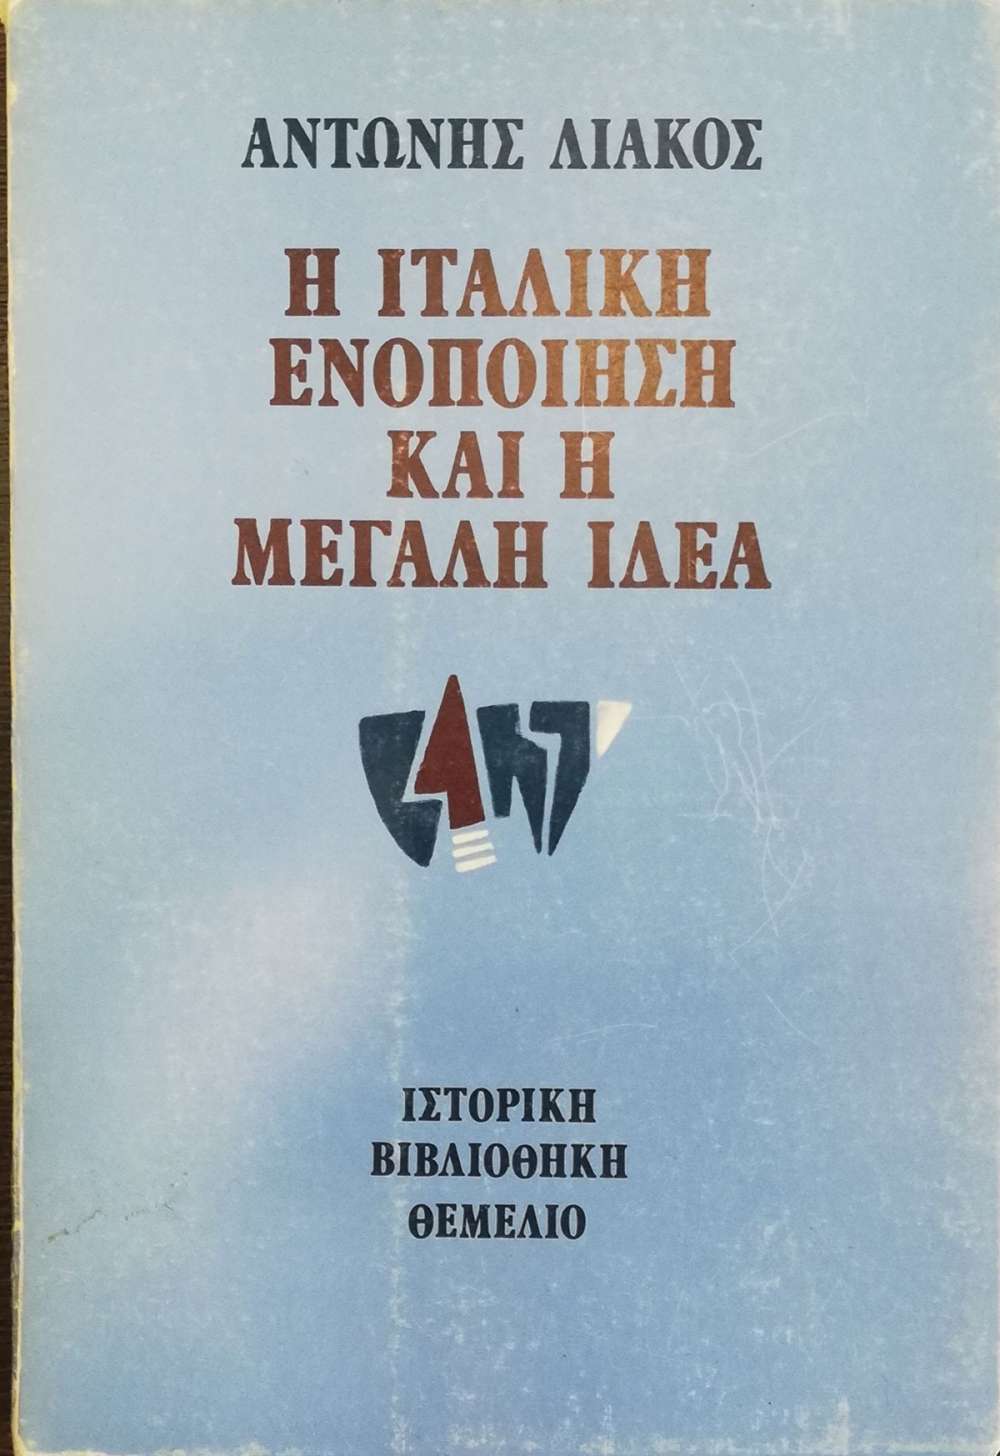 ΑΝΤΩΝΗΣ ΛΙΑΚΟΣ
Η ΙΤΑΛΙΚΗ
ΕΝΟΠΟΙΗΣΗ
ΚΑΙ Η
ΜΕΓΑΛΗ ΙΔΕΑ
ΙΣΤΟΡΙΚΗ
ΒΙΒΛΙΟΘΗΚΗ
ΘΕΜΕΛΙΟ